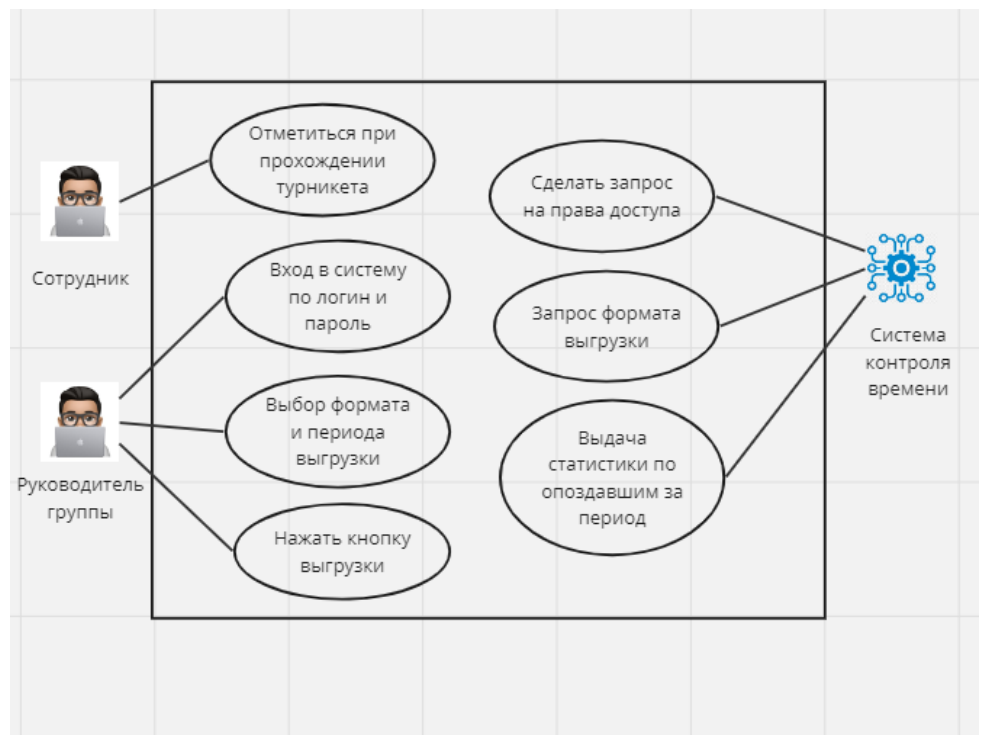 Отметиться при
прохождении
турникета
Сделать запрос
на права доступа
Сотрудник
Вход в систему
по логин и
пароль
Запрос формата
выгрузки
Система
контроля
времени
Выбор формата
и периода
выгрузки
Выдача
статистики по
опоздавшим за
период
Руководитель
группы
Нажать кнопку
выгрузки